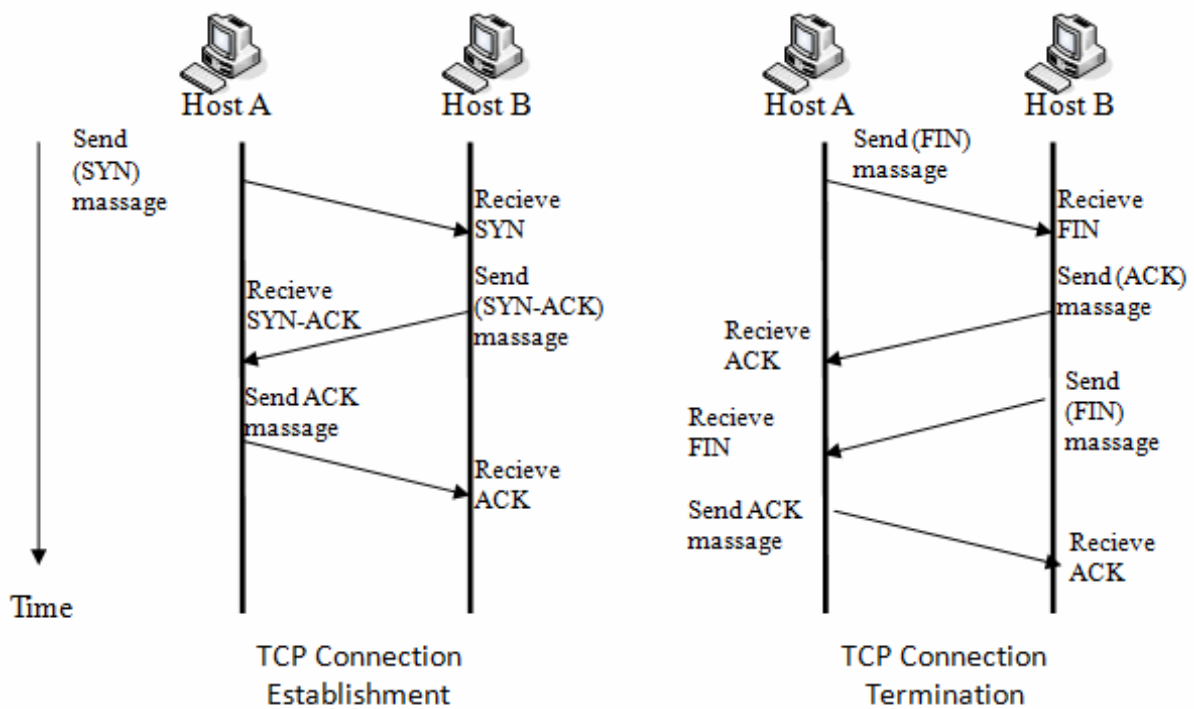 Host A
Host B
Send
(SYN)
massage
Recieve
SYN
Send
(SYN-ACK)
massage
Recieve
SYN-ACK
Send ACK
massage
Recieve
ACK
Time
TCP Connection
Establishment
Host A
Host B
Send (FIN)
massage
Recieve
FIN
Send (ACK)
massage
Recieve
ACK
Send
(FIN)
massage
Recieve
FIN
Send ACK
massage
Recieve
ACK
TCP Connection
Termination